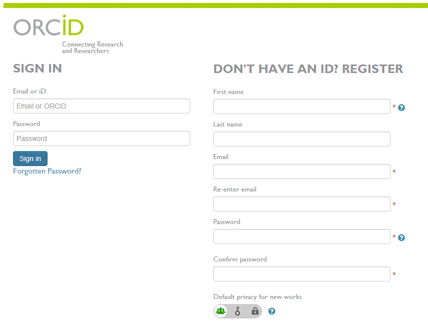 ORCiD
Connecting Research
and Researchers
SIGN IN
Email or iD
Email or ORCID
Password
Password
Sign in
Forgotten Password?
DON'T HAVE AN ID? REGISTER
First name
*
?
Last name
Email
*
Re-enter email
*
Password
*
?
Confirm password
*
Default privacy for new works
?